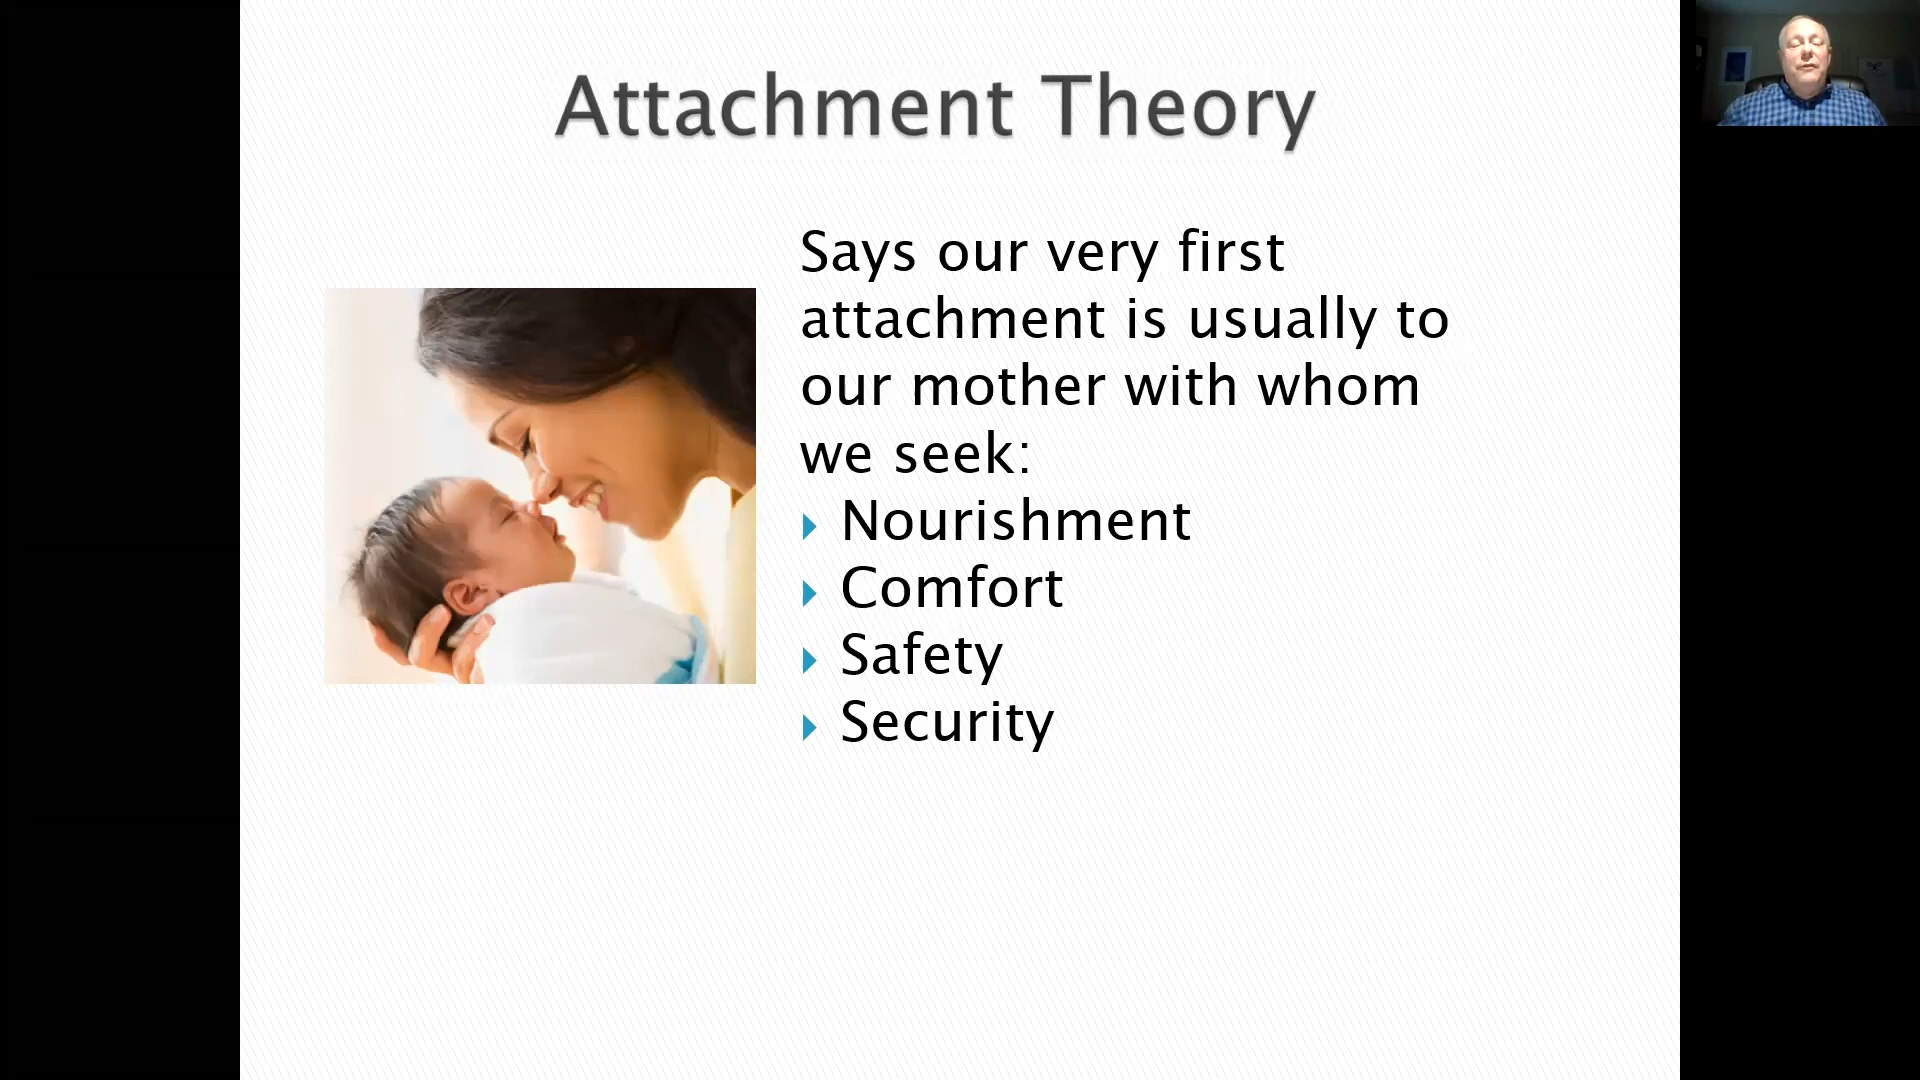 Attachment Theory
Says our very first
attachment is usually to
our mother with whom
we seek:
Nourishment
Comfort
Safety
Security